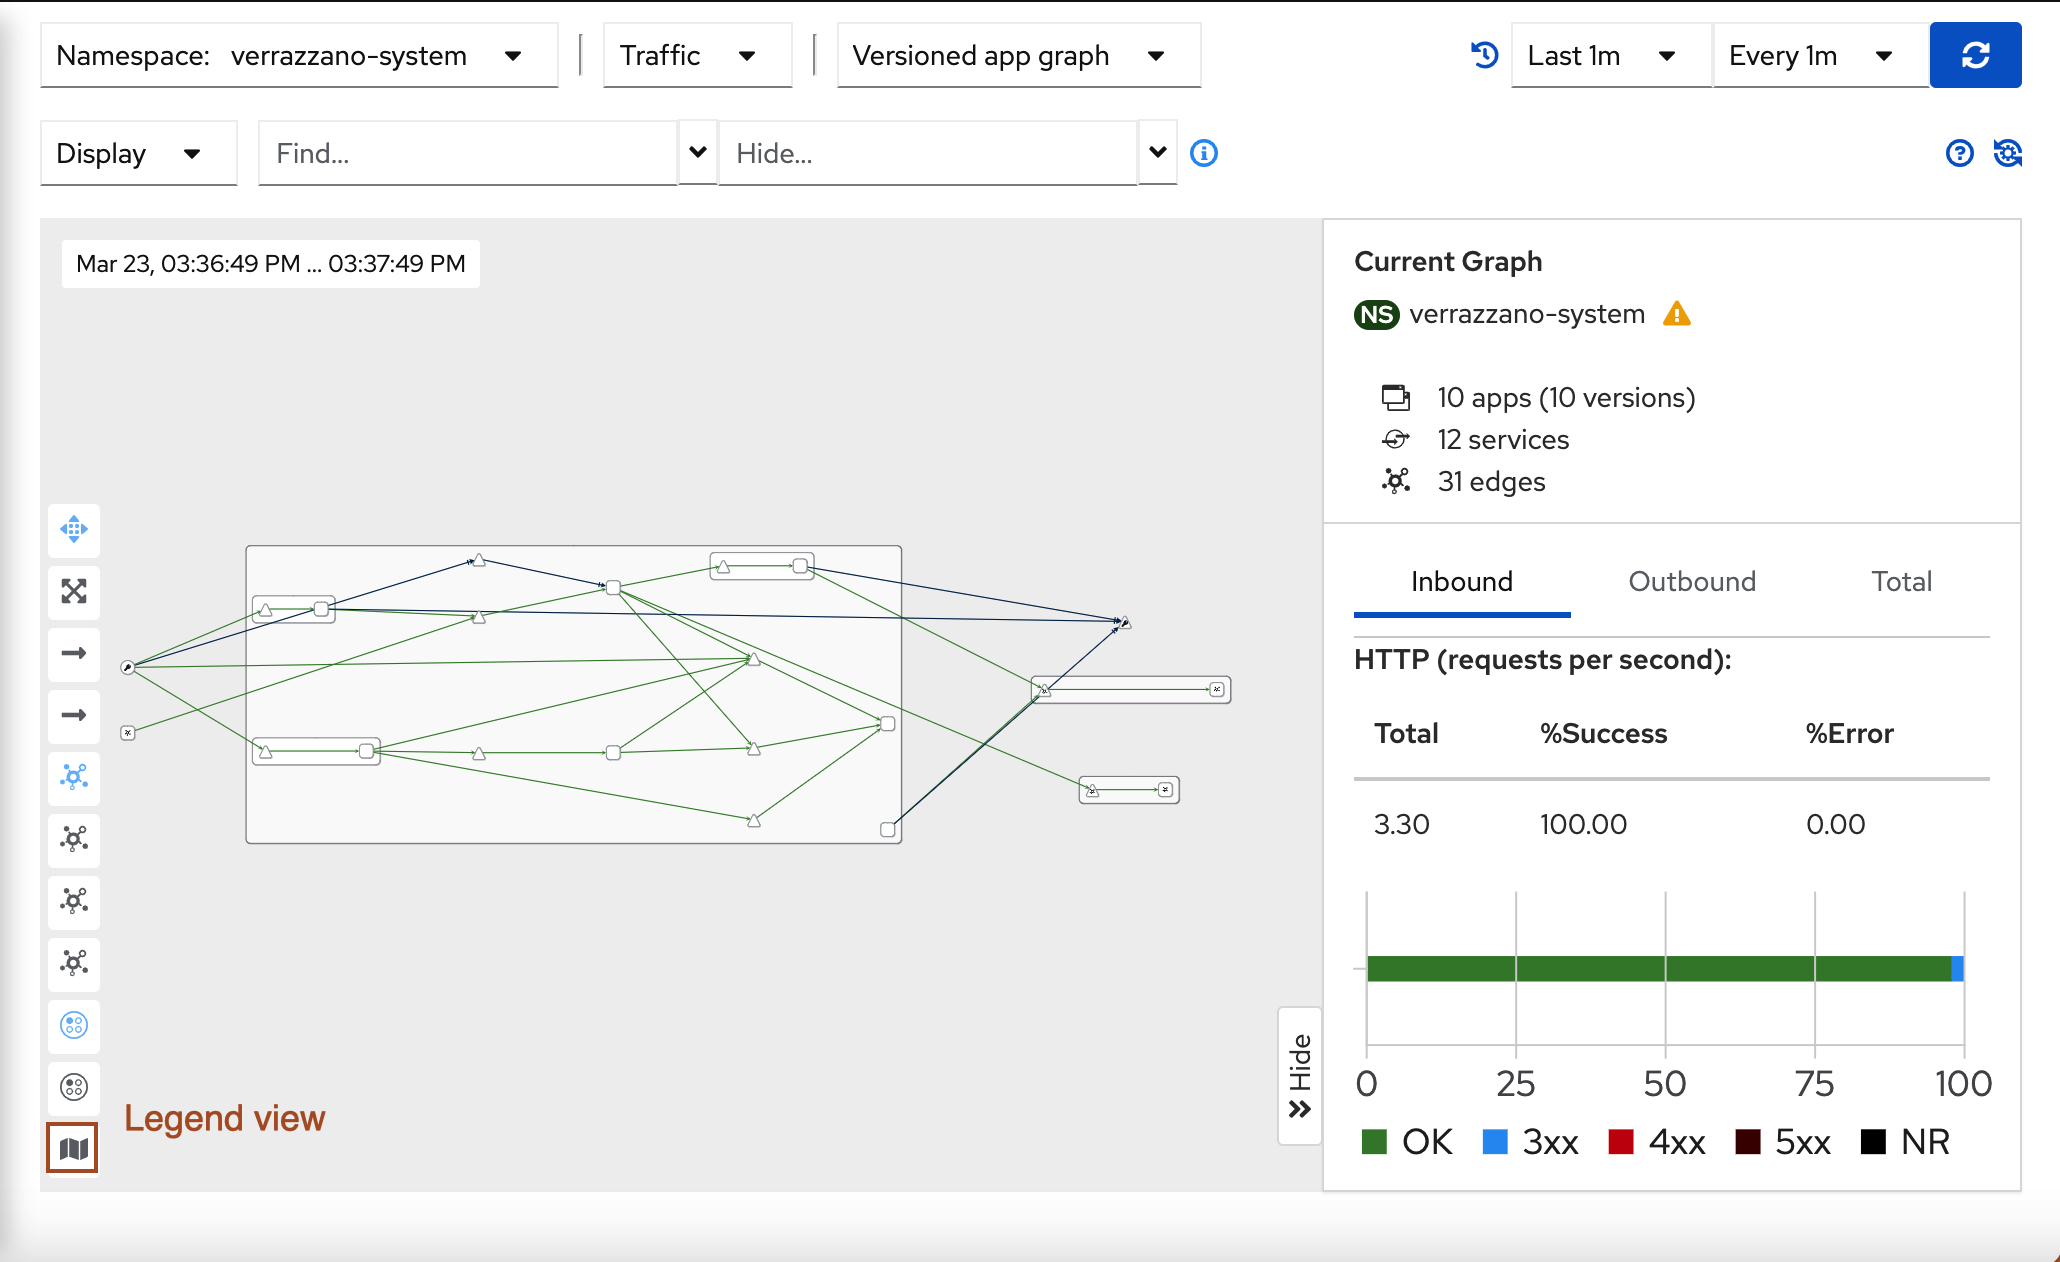 Namespace: verrazzano-system
Traffic
Versioned app graph
Last 1m
Every 1m
Display
Find...
Hide...
Mar 23, 03:36:49 PM ... 03:37:49 PM
Legend view
Hide
Current Graph
NS verrazzano-system
10 apps (10 versions)
12 services
31 edges
Inbound Outbound Total
HTTP (requests per second):
Total %Success %Error
3.30 100.00 0.00
0 25 50 75 100
OK 3xx 4xx 5xx NR